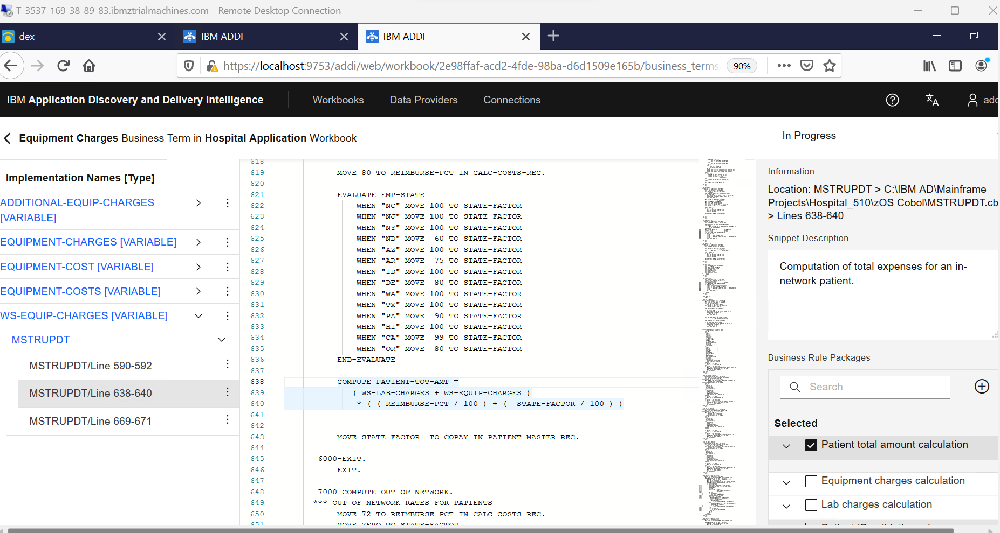 T-3537-169-38-89-83.ibmztrialmachines.com - Remote Desktop Connection
dex
IBM ADDI
IBM ADDI
https://localhost:9753/addi/web/workbook/2e98ffaf-acd2-4fde-98ba-d6d1509e165b/business_terms
90%
IBM Application Discovery and Delivery Intelligence
Workbooks
Data Providers
Connections
Equipment Charges Business Term in Hospital Application Workbook
In Progress
Implementation Names [Type]
ADDITIONAL-EQUIP-CHARGES
[VARIABLE]
EQUIPMENT-CHARGES [VARIABLE]
EQUIPMENT-COST [VARIABLE]
EQUIPMENT-COSTS [VARIABLE]
WS-EQUIP-CHARGES [VARIABLE]
MSTRUPDT
MSTRUPDT/Line 590-592
MSTRUPDT/Line 638-640
MSTRUPDT/Line 669-671
618
619 MOVE 80 TO REIMBURSE-PCT IN CALC-COSTS-REC.
620
621 EVALUATE EMP-STATE
622 WHEN "NC" MOVE 100 TO STATE-FACTOR
623 WHEN "NJ" MOVE 100 TO STATE-FACTOR
624 WHEN "NY" MOVE 100 TO STATE-FACTOR
625 WHEN "ND" MOVE  60 TO STATE-FACTOR
626 WHEN "AZ" MOVE 100 TO STATE-FACTOR
627 WHEN "AR" MOVE  75 TO STATE-FACTOR
628 WHEN "ID" MOVE 100 TO STATE-FACTOR
629 WHEN "DE" MOVE  80 TO STATE-FACTOR
630 WHEN "WA" MOVE 100 TO STATE-FACTOR
631 WHEN "TX" MOVE 100 TO STATE-FACTOR
632 WHEN "PA" MOVE  90 TO STATE-FACTOR
633 WHEN "HI" MOVE 100 TO STATE-FACTOR
634 WHEN "CA" MOVE  99 TO STATE-FACTOR
635 WHEN "OR" MOVE  80 TO STATE-FACTOR
636 END-EVALUATE
637
638 COMPUTE PATIENT-TOT-AMT =
639 ( WS-LAB-CHARGES + WS-EQUIP-CHARGES )
640 * ( ( REIMBURSE-PCT / 100 ) + (  STATE-FACTOR / 100 ) )
641
642
643 MOVE STATE-FACTOR  TO COPAY IN PATIENT-MASTER-REC.
644
645 6000-EXIT.
646 EXIT.
647
648 7000-COMPUTE-OUT-OF-NETWORK.
649 *** OUT OF NETWORK RATES FOR PATIENTS
650 MOVE 72 TO REIMBURSE-PCT IN CALC-COSTS-REC.
651 MOVE ZERO TO STATE-FACTOR
Information
Location: MSTRUPDT > C:\IBM AD\Mainframe
Projects\Hospital_510\zOS Cobol\MSTRUPDT.cb
> Lines 638-640
Snippet Description
Computation of total expenses for an in-
network patient.
Business Rule Packages
Search
Selected
Patient total amount calculation
Equipment charges calculation
Lab charges calculation